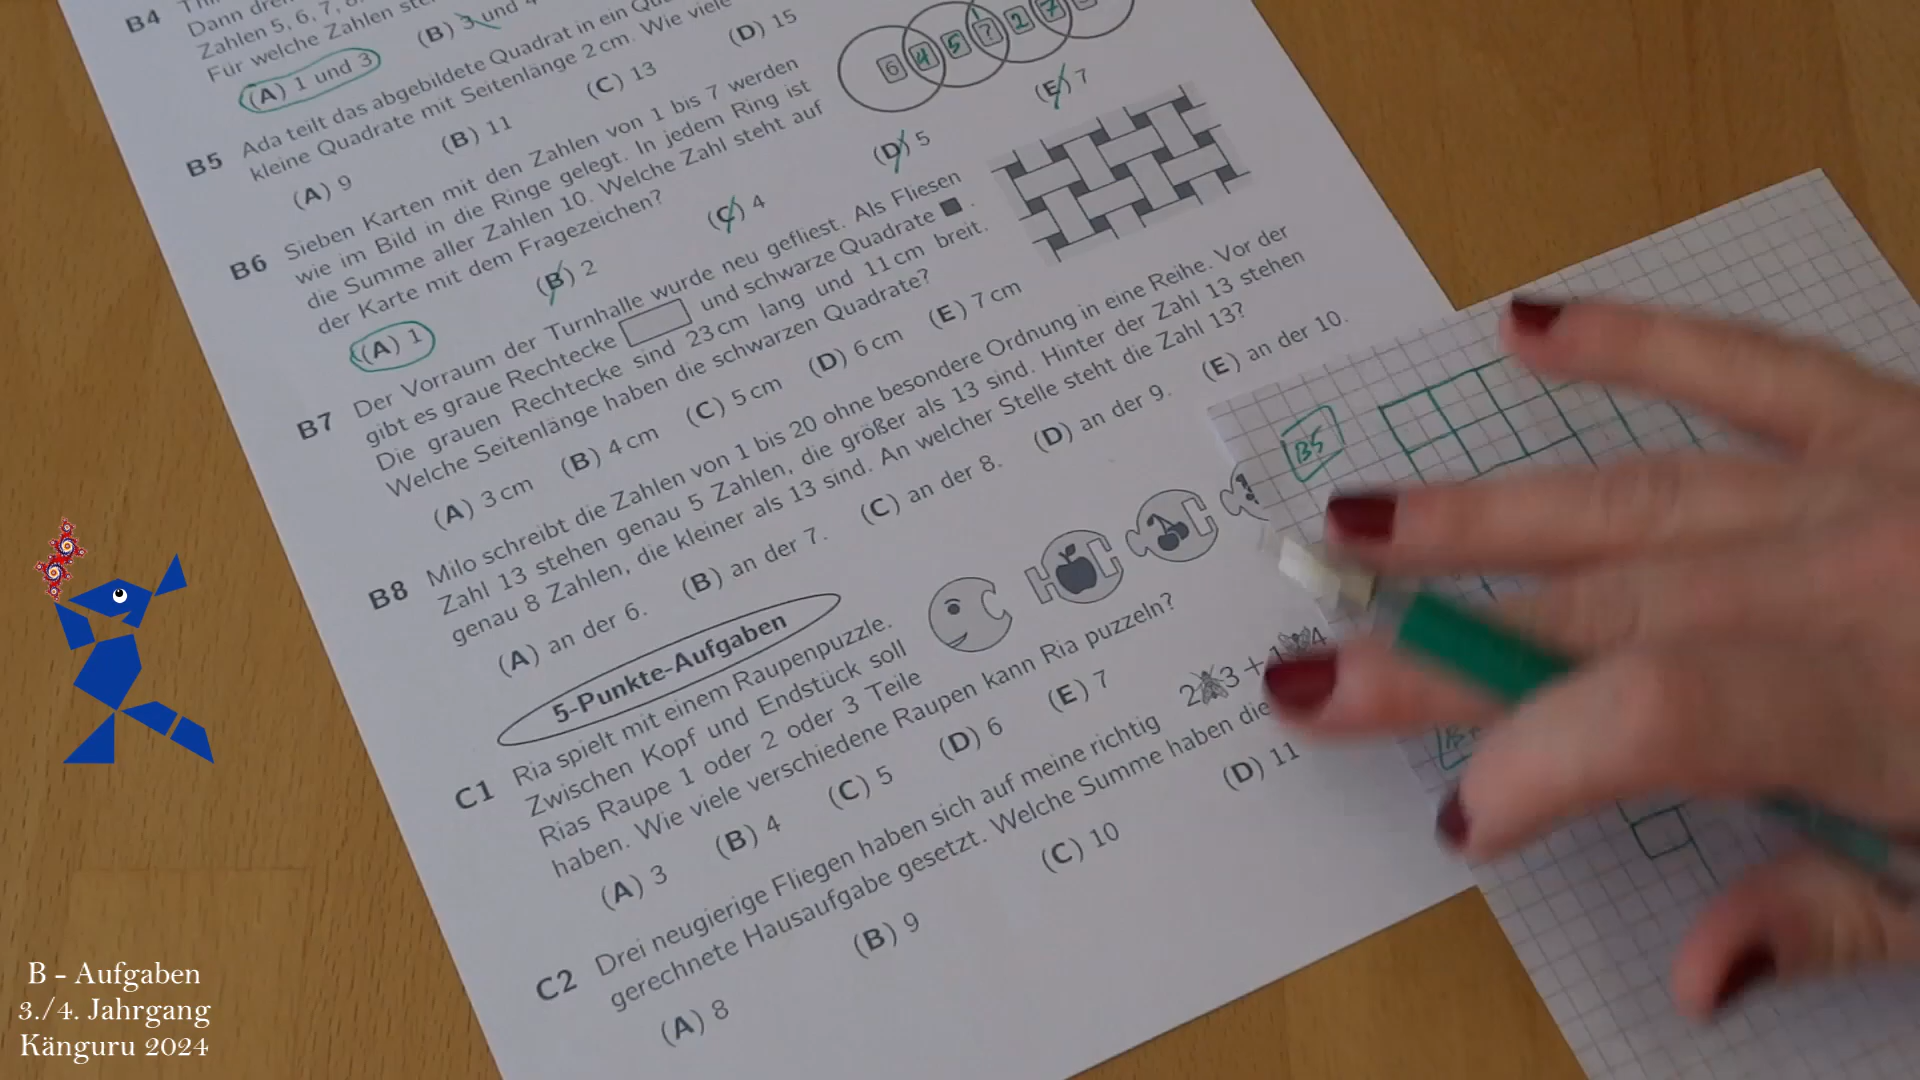 B4
Dann
Zahlen 5, 6, 7,
Für welche Zahlen
(A) 1 und 3
(B) 3 und
B5 Ada teilt das abgebildete Quadrat in ein
kleine Quadrate mit Seitenlänge 2 cm. Wie viele
(A) 9 (B) 11 (C) 13 (D) 15
B6 Sieben Karten mit den Zahlen von 1 bis 7 werden
wie im Bild in die Ringe gelegt. In jedem Ring ist
die Summe aller Zahlen 10. Welche Zahl steht auf
der Karte mit dem Fragezeichen?
6 4 5 ? 2 7
(A) 1 (B) 2 (C) 4 (D) 5 (E) 7
B7 Der Vorraum der Turnhalle wurde neu gefliest. Als Fliesen
gibt es graue Rechtecke und schwarze Quadrate .
Die grauen Rechtecke sind 23 cm lang und 11 cm breit.
Welche Seitenlänge haben die schwarzen Quadrate?
(A) 3 cm (B) 4 cm (C) 5 cm (D) 6 cm (E) 7 cm
B8 Milo schreibt die Zahlen von 1 bis 20 ohne besondere Ordnung in eine Reihe. Vor der
Zahl 13 stehen genau 5 Zahlen, die größer als 13 sind. Hinter der Zahl 13 stehen
genau 8 Zahlen, die kleiner als 13 sind. An welcher Stelle steht die Zahl 13?
(A) an der 6. (B) an der 7. (C) an der 8. (D) an der 9. (E) an der 10.
5-Punkte-Aufgaben
C1 Ria spielt mit einem Raupenpuzzle.
Zwischen Kopf und Endstück soll
Rias Raupe 1 oder 2 oder 3 Teile
haben. Wie viele verschiedene Raupen kann Ria puzzeln?
(A) 3 (B) 4 (C) 5 (D) 6 (E) 7
C2 Drei neugierige Fliegen haben sich auf meine richtig 2 3 + 1 4
gerechnete Hausaufgabe gesetzt. Welche Summe haben die
(A) 8 (B) 9 (C) 10 (D) 11
B5
B - Aufgaben
3./4. Jahrgang
Känguru 2024